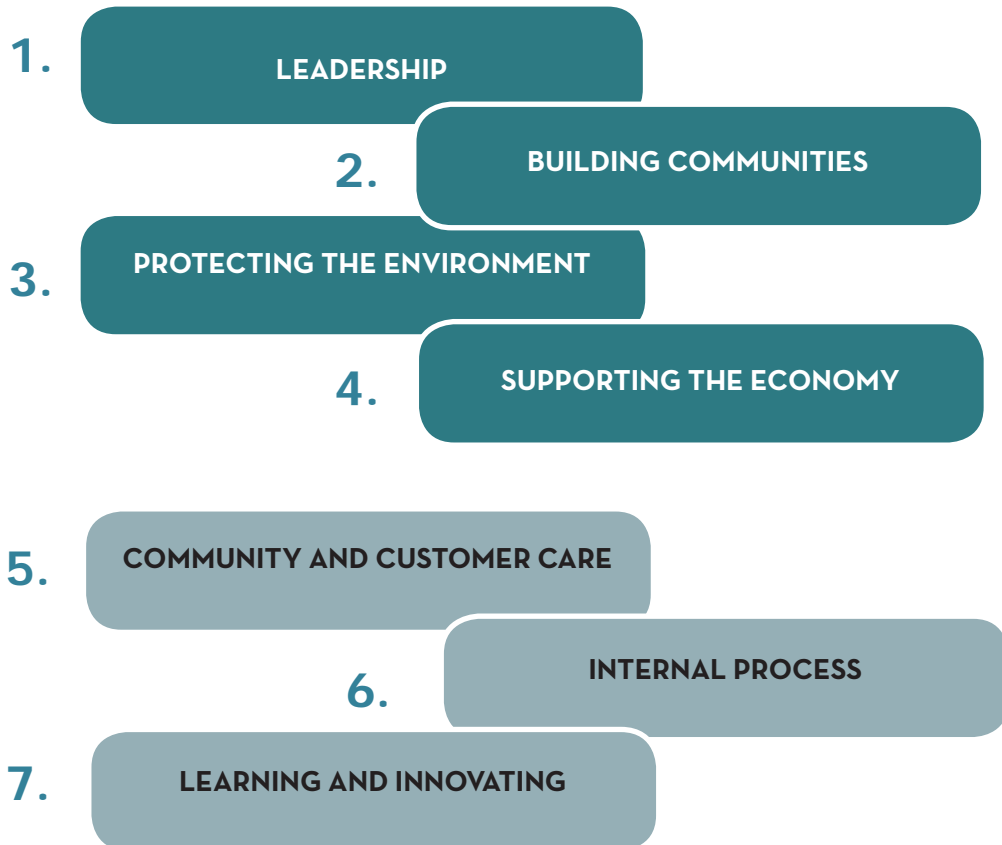 1. LEADERSHIP
2. BUILDING COMMUNITIES
3. PROTECTING THE ENVIRONMENT
4. SUPPORTING THE ECONOMY
5. COMMUNITY AND CUSTOMER CARE
6. INTERNAL PROCESS
7. LEARNING AND INNOVATING